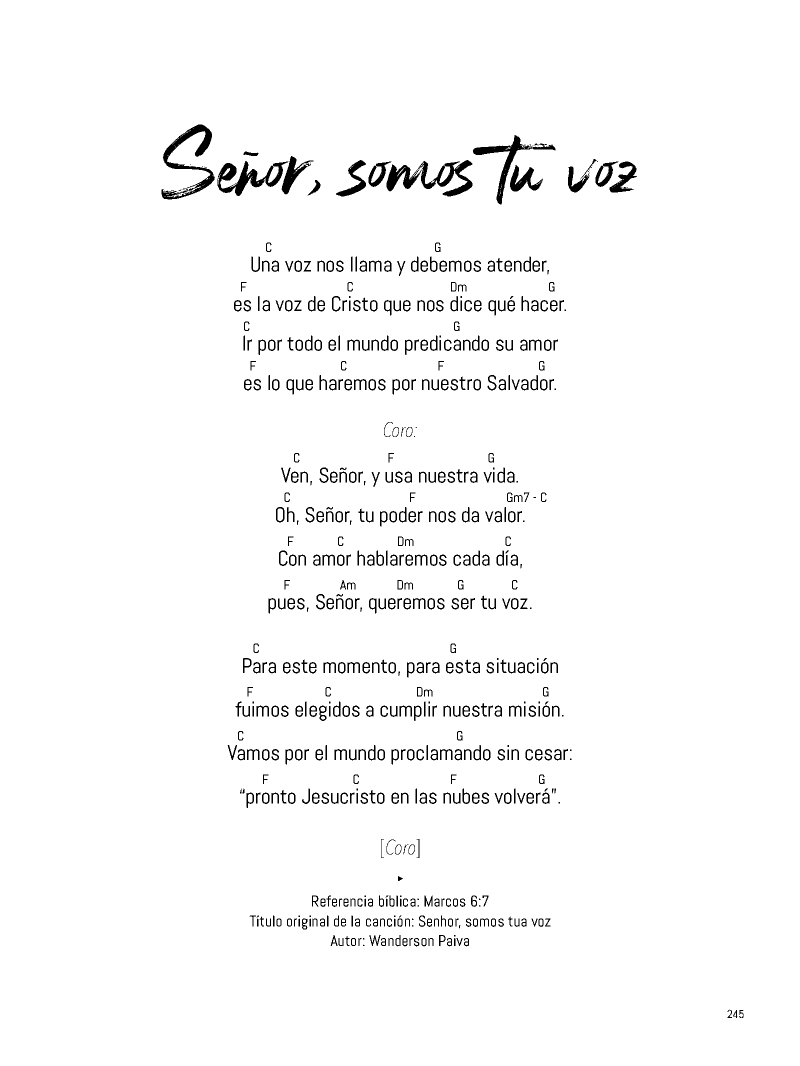 Señor, somos tu voz
C G
Una voz nos llama y debemos atender,
F C Dm G
es la voz de Cristo que nos dice qué hacer.
C G
Ir por todo el mundo predicando su amor
F C F G
es lo que haremos por nuestro Salvador.
Coro:
C F G
Ven, Señor, y usa nuestra vida.
C F Gm7 - C
Oh, Señor, tu poder nos da valor.
F C Dm C
Con amor hablaremos cada día,
F Am Dm G C
pues, Señor, queremos ser tu voz.
C G
Para este momento, para esta situación
F C Dm G
fuimos elegidos a cumplir nuestra misión.
C G
Vamos por el mundo proclamando sin cesar:
F C F G
“pronto Jesucristo en las nubes volverá”.
[Coro]
Referencia bíblica: Marcos 6:7
Título original de la canción: Senhor, somos tua voz
Autor: Wanderson Paiva
245